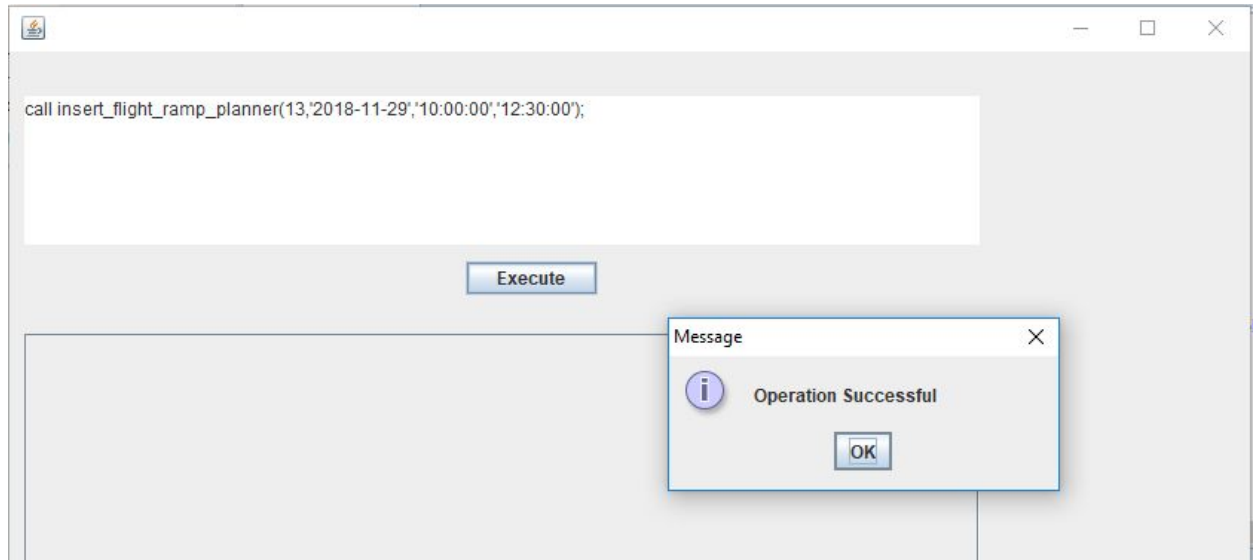 call insert_flight_ramp_planner(13,'2018-11-29','10:00:00','12:30:00');
Execute
Message
i
Operation Successful
OK